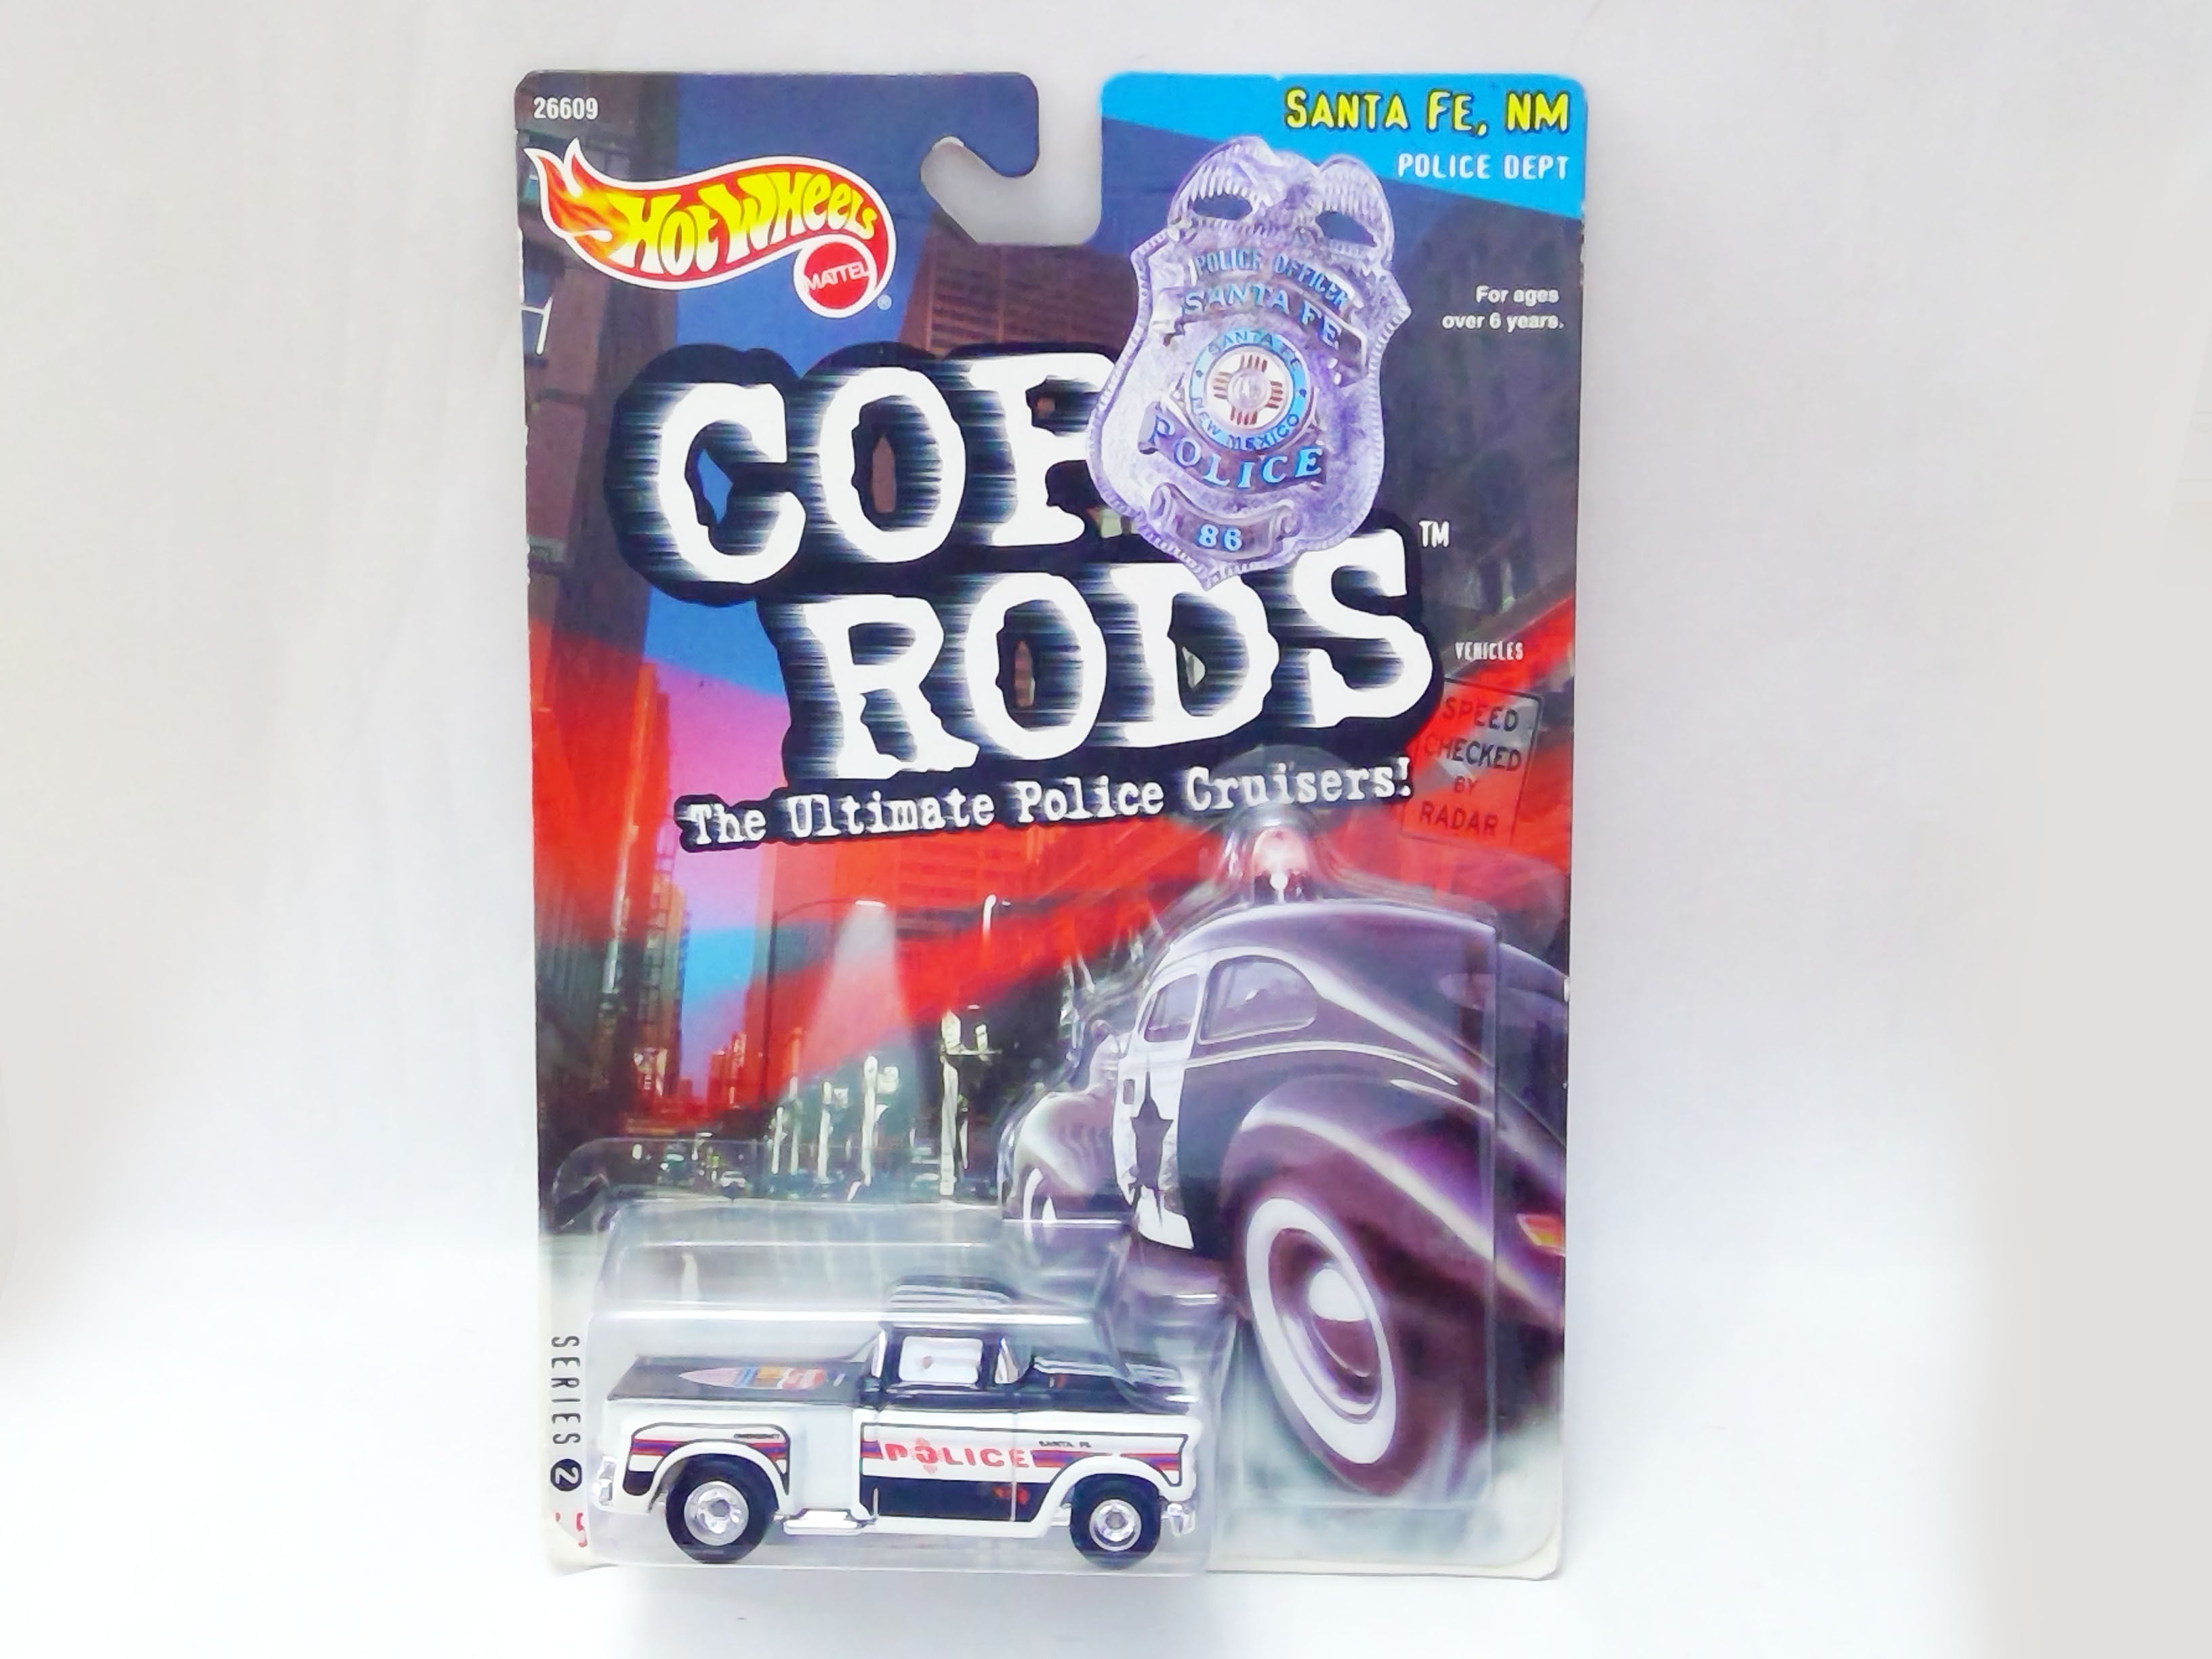 26609
SANTA FE, NM
POLICE DEPT
HOT WHEELS
MATTEL
®
POLICE OFFICER
SANTA FE
SANTA FE
NEW MEXICO
POLICE
86
For ages
over 6 years.
COP
RODS
TM
VEHICLES
The Ultimate Police Cruisers!
SPEED
CHECKED
BY
RADAR
SERIES 2
EMERGENCY
POLICE
SANTA FE